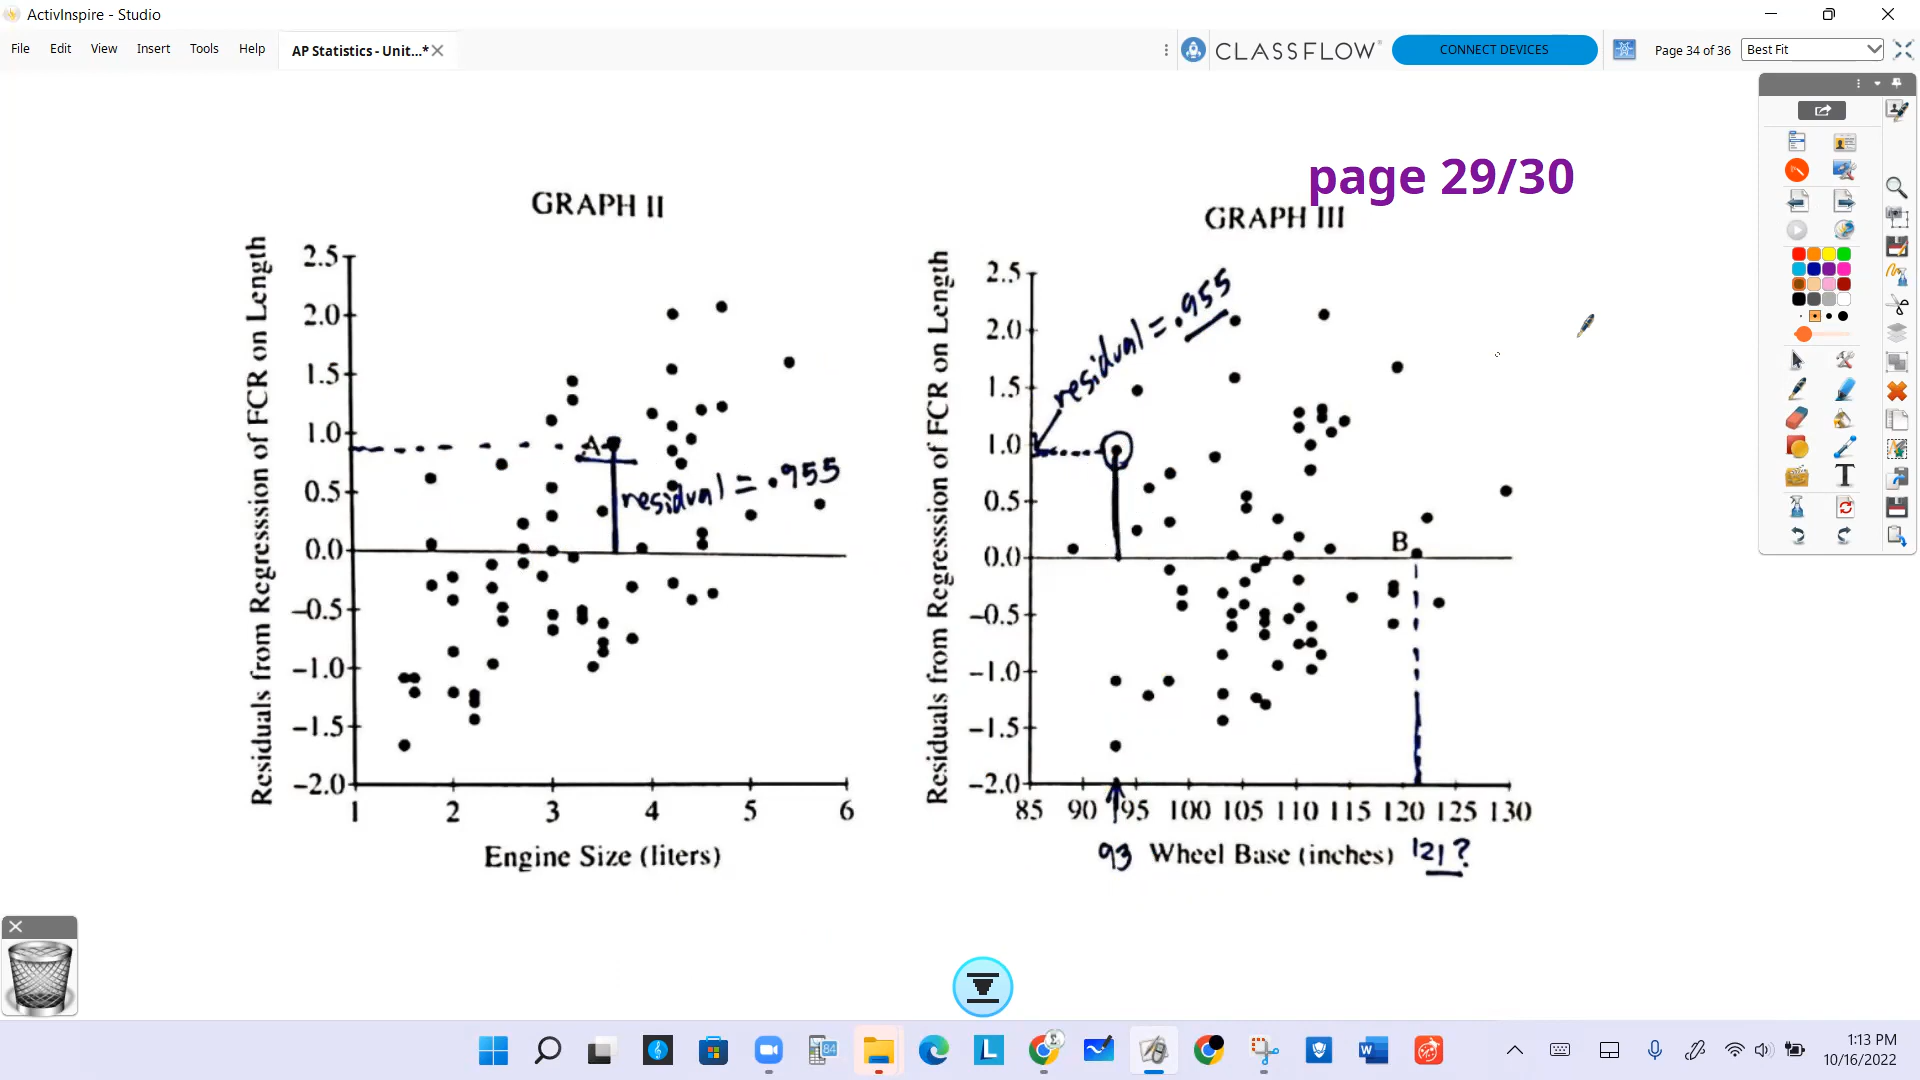 ActivInspire - Studio
File Edit View Insert Tools Help
AP Statistics - Unit...*
CLASSFLOW
CONNECT DEVICES
Page 34 of 36
Best Fit
page 29/30
GRAPH II
Residuals from Regression of FCR on Length
2.5
2.0
1.5
1.0
0.5
0.0
-0.5
-1.0
-1.5
-2.0
A
residual = .955
1 2 3 4 5 6
Engine Size (liters)
GRAPH III
Residuals from Regression of FCR on Length
2.5
2.0
1.5
1.0
0.5
0.0
-0.5
-1.0
-1.5
-2.0
residual = .955
B
85 90 95 100 105 110 115 120 125 130
93 Wheel Base (inches) 121?
T
84
L
W
1:13 PM
10/16/2022